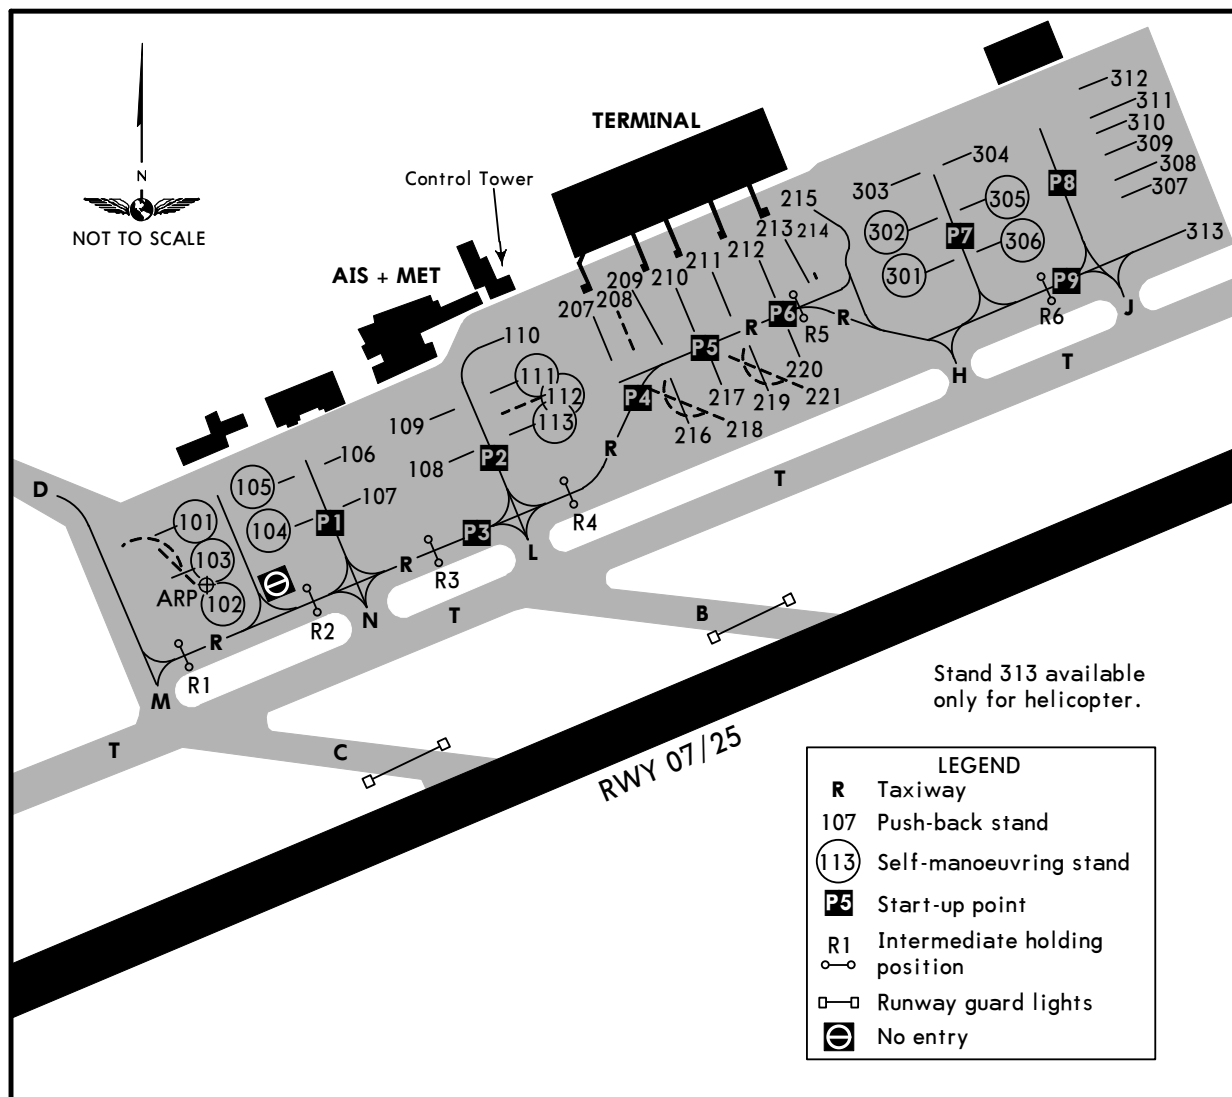 N
NOT TO SCALE
TERMINAL
Control Tower
AIS + MET
312
311
310
309
308
307
313
304
303
305
302
306
301
P8
P7
P9
R6
J
215
213
214
212
211
210
209
208
207
P6
R5
R
R
P5
P4
220
221
219
217
218
216
H
T
110
111
112
113
109
108
P2
R
R4
P3
L
T
106
105
107
104
P1
R
R3
N
T
D
101
103
ARP
102
R2
R
R1
M
T
C
B
RWY 07/25
Stand 313 available
only for helicopter.
LEGEND
R Taxiway
107 Push-back stand
113 Self-manoeuvring stand
P5 Start-up point
R1 Intermediate holding
position
Runway guard lights
No entry